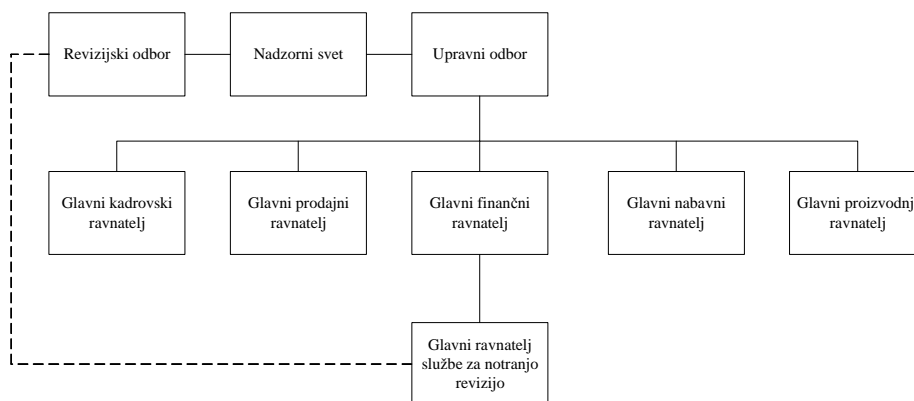 Revizijski odbor
Nadzorni svet
Upravni odbor
Glavni kadrovski
ravnatelj
Glavni prodajni
ravnatelj
Glavni finančni
ravnatelj
Glavni nabavni
ravnatelj
Glavni proizvodnj
ravnatelj
Glavni ravnatelj
službe za notranjo
revizijo